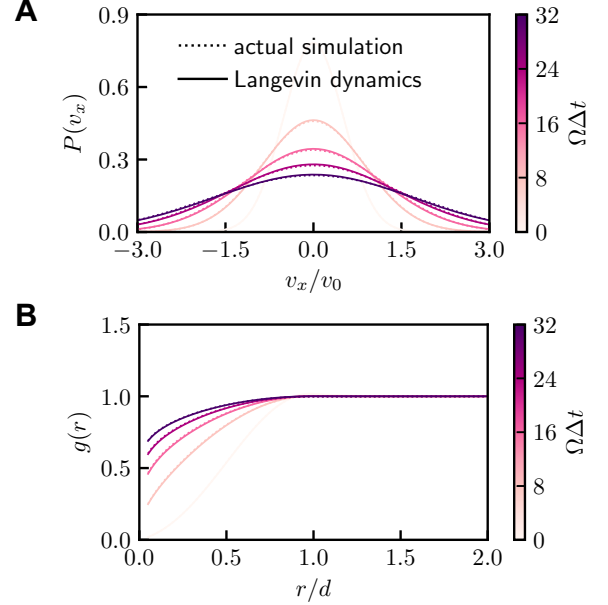 A
0.9
0.6
0.3
0.0
P(v_x)
actual simulation
Langevin dynamics
−3.0 −1.5 0.0 1.5 3.0
v_x/v_0
32
16
8
0
ΩΔt
B
1.5
1.0
0.5
0.0
g(r)
0.0 0.5 1.0 1.5 2.0
r/d
32
16
8
0
ΩΔt